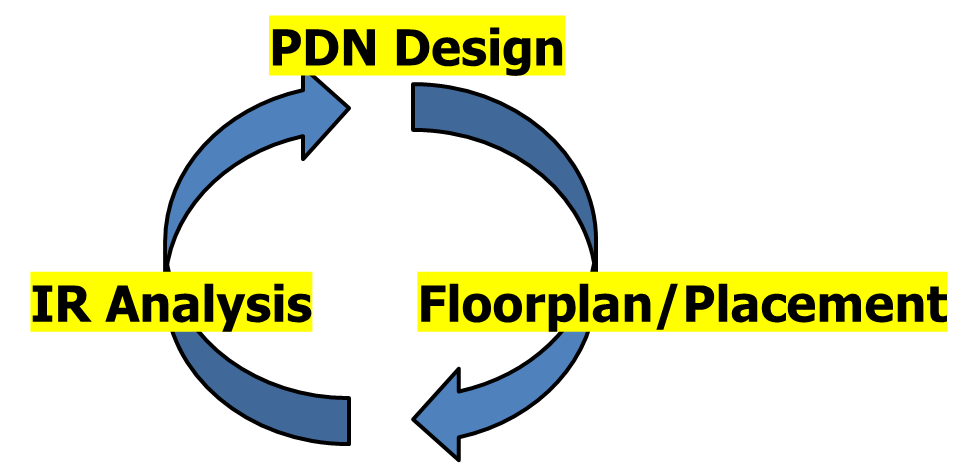 PDN Design
IR Analysis
Floorplan/Placement